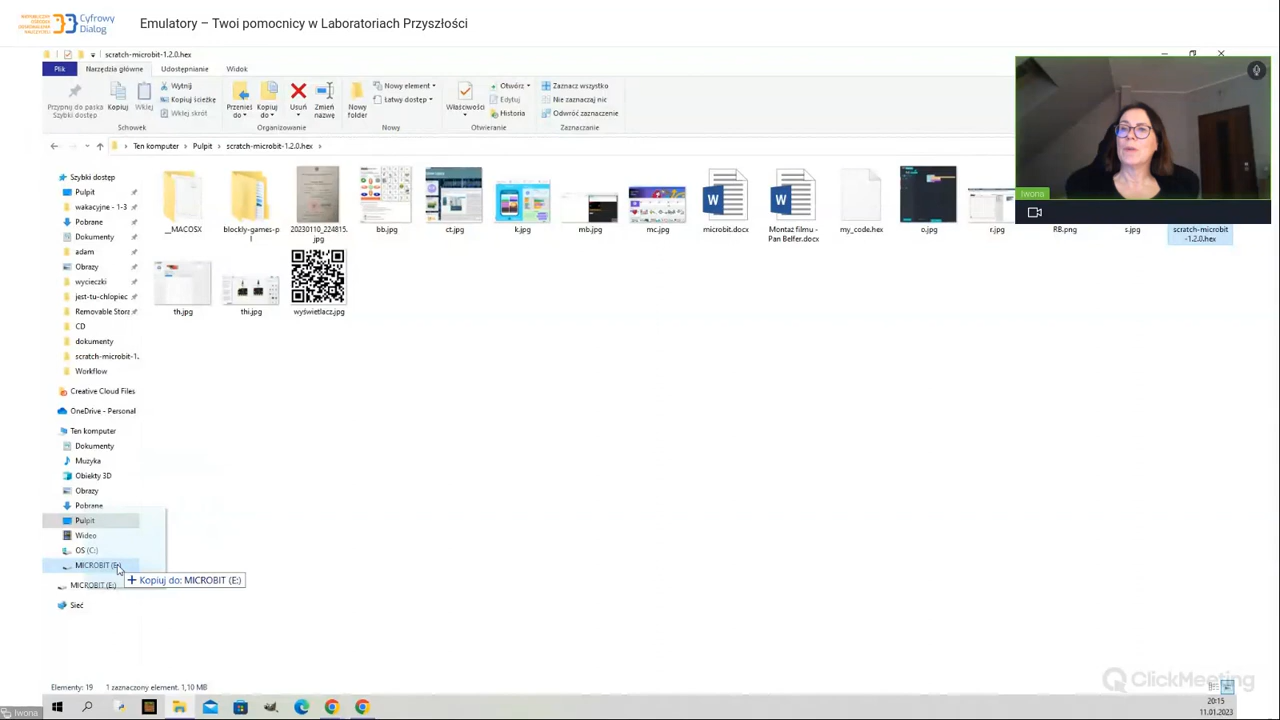 Cyfrowy
Dialog
Emulatory – Twoi pomocnicy w Laboratoriach Przyszłości
scratch-microbit-1.2.0.hex
Plik
Narzędzia główne
Udostępnianie
Widok
Przypnij do paska
Szybki dostęp
Kopiuj
Wklej
Wytnij
Kopiuj ścieżkę
Wklej skrót
Schowek
Przenieś
do
Kopiuj
do
Usuń
Zmień
nazwę
Organizowanie
Nowy
folder
Nowy element
Łatwy dostęp
Nowy
Właściwości
Otwórz
Edytuj
Historia
Otwieranie
Zaznacz wszystko
Nie zaznaczaj nic
Odwróć zaznaczenie
Zaznaczanie
Ten komputer
Pulpit
scratch-microbit-1.2.0.hex
Iwona
Szybki dostęp
Pulpit
wakacyjne - 1-3
Pobrane
Dokumenty
adam
Obrazy
wycieczki
jest-tu-chlopiec
Removable Stora
CD
dokumenty
scratch-microbit-1.
Workflow
Creative Cloud Files
OneDrive - Personal
Ten komputer
Dokumenty
Muzyka
Obiekty 3D
Obrazy
Pobrane
Pulpit
Wideo
OS (C:)
MICROBIT (E:)
Kopiuj do: MICROBIT (E:)
MICROBIT (E:)
Sieć
__MACOSX
blockly-games-p
l
20230110_224815.
jpg
bb.jpg
ct.jpg
k.jpg
mb.jpg
mc.jpg
microbit.docx
Montaż filmu -
Pan Belfer.docx
my_code.hex
o.jpg
r.jpg
RB.png
s.jpg
scratch-microbit
-1.2.0.hex
th.jpg
thi.jpg
wyświetlacz.jpg
Elementy: 19
1 zaznaczony element. 1,10 MB
ClickMeeting
20:15
11.01.2023
Iwona